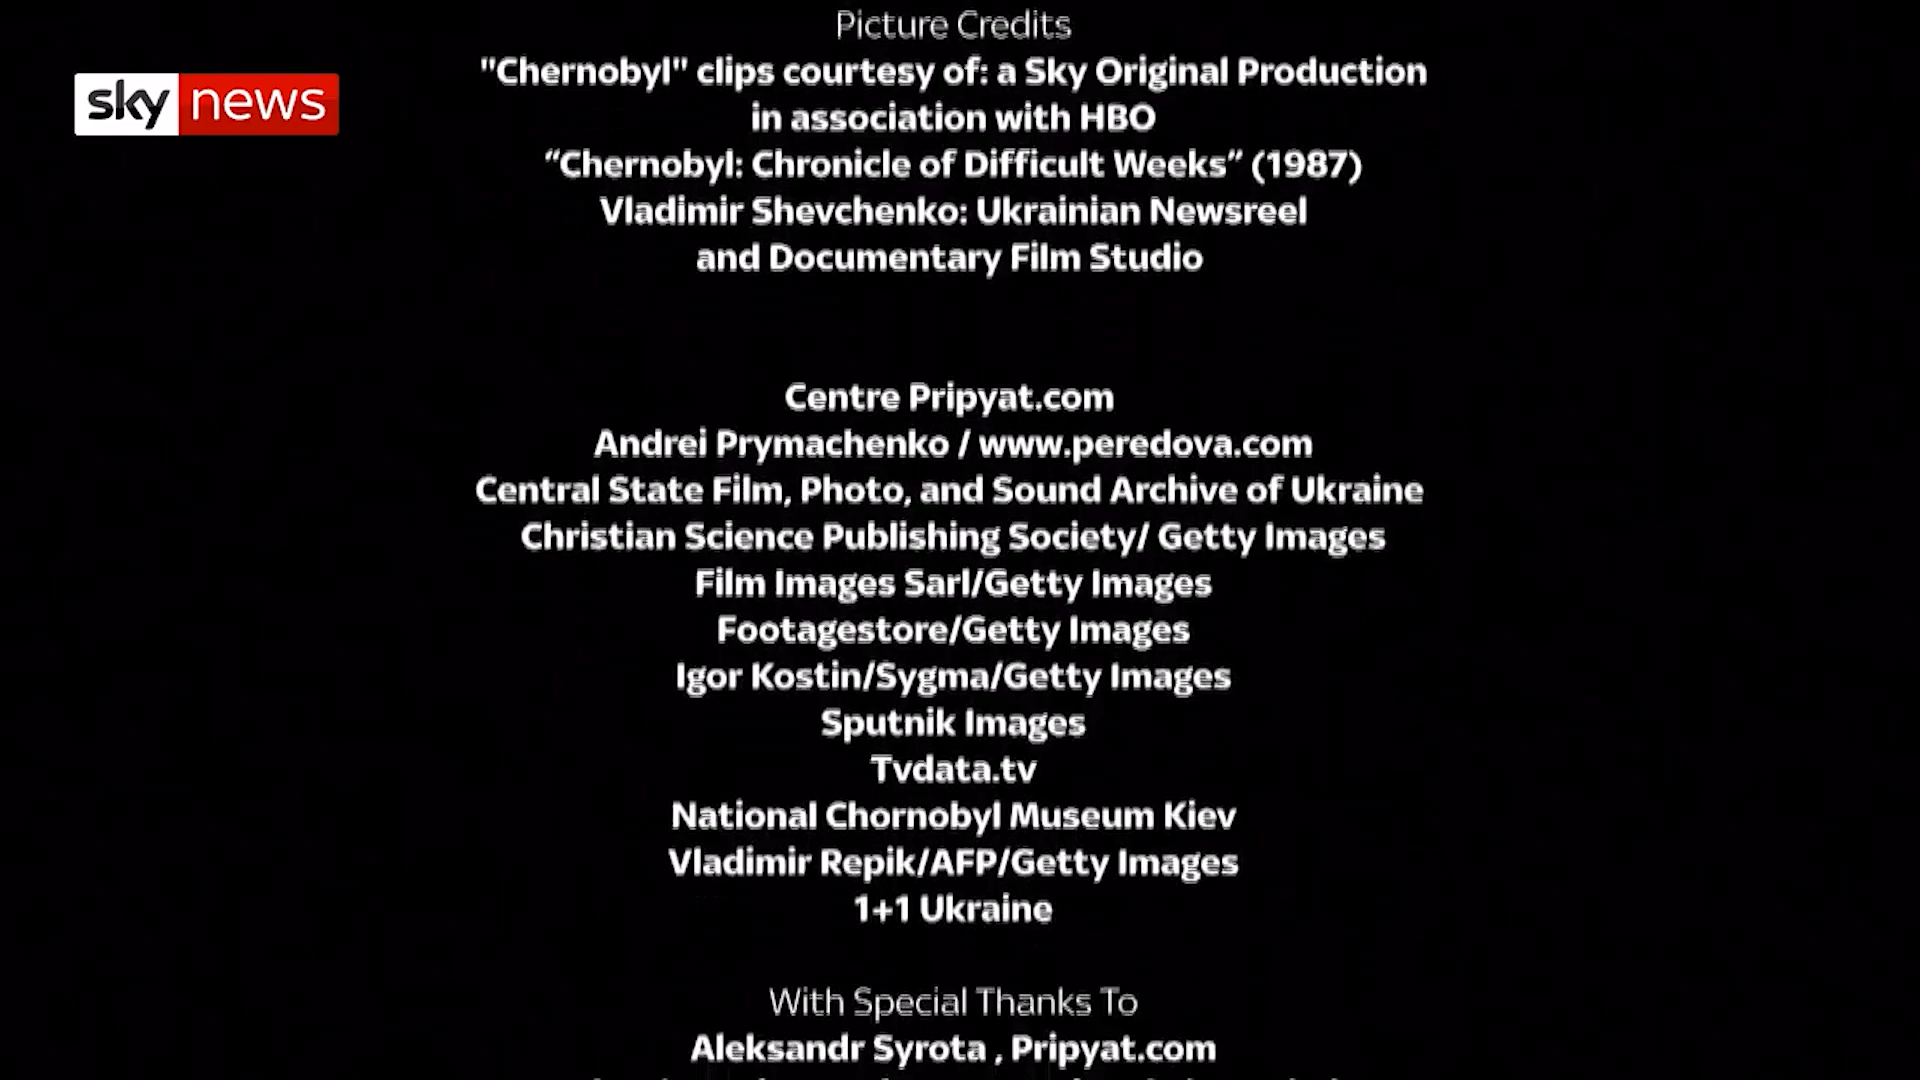 Picture Credits
"Chernobyl" clips courtesy of: a Sky Original Production
sky news
in association with HBO
“Chernobyl: Chronicle of Difficult Weeks” (1987)
Vladimir Shevchenko: Ukrainian Newsreel
and Documentary Film Studio
Centre Pripyat.com
Andrei Prymachenko / www.peredova.com
Central State Film, Photo, and Sound Archive of Ukraine
Christian Science Publishing Society/ Getty Images
Film Images Sarl/Getty Images
Footagestore/Getty Images
Igor Kostin/Sygma/Getty Images
Sputnik Images
Tvdata.tv
National Chornobyl Museum Kiev
Vladimir Repik/AFP/Getty Images
1+1 Ukraine
With Special Thanks To
Aleksandr Syrota , Pripyat.com